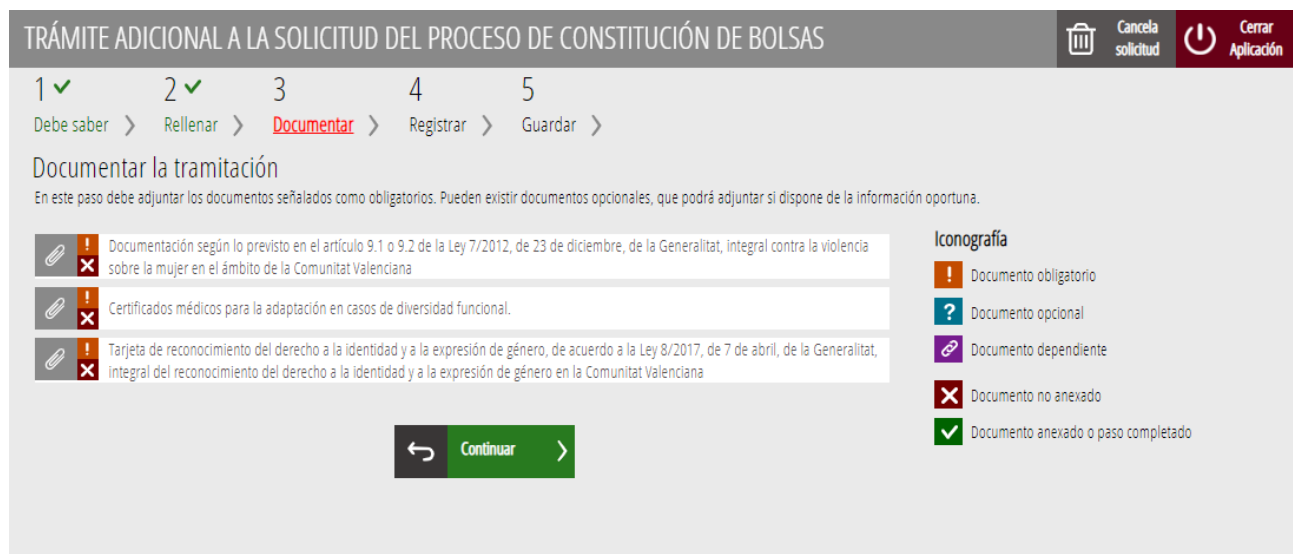 TRÁMITE ADICIONAL A LA SOLICITUD DEL PROCESO DE CONSTITUCIÓN DE BOLSAS
Cancela
solicitud
Cerrar
Aplicación
1 2 3 4 5
Debe saber Rellenar Documentar Registrar Guardar
Documentar la tramitación
En este paso debe adjuntar los documentos señalados como obligatorios. Pueden existir documentos opcionales, que podrá adjuntar si dispone de la información oportuna.
Documentación según lo previsto en el artículo 9.1 o 9.2 de la Ley 7/2012, de 23 de diciembre, de la Generalitat, integral contra la violencia
sobre la mujer en el ámbito de la Comunitat Valenciana
Certificados médicos para la adaptación en casos de diversidad funcional.
Tarjeta de reconocimiento del derecho a la identidad y a la expresión de género, de acuerdo a la Ley 8/2017, de 7 de abril, de la Generalitat,
integral del reconocimiento del derecho a la identidad y a la expresión de género en la Comunitat Valenciana
Continuar
Iconografía
! Documento obligatorio
? Documento opcional
Documento dependiente
Documento no anexado
Documento anexado o paso completado